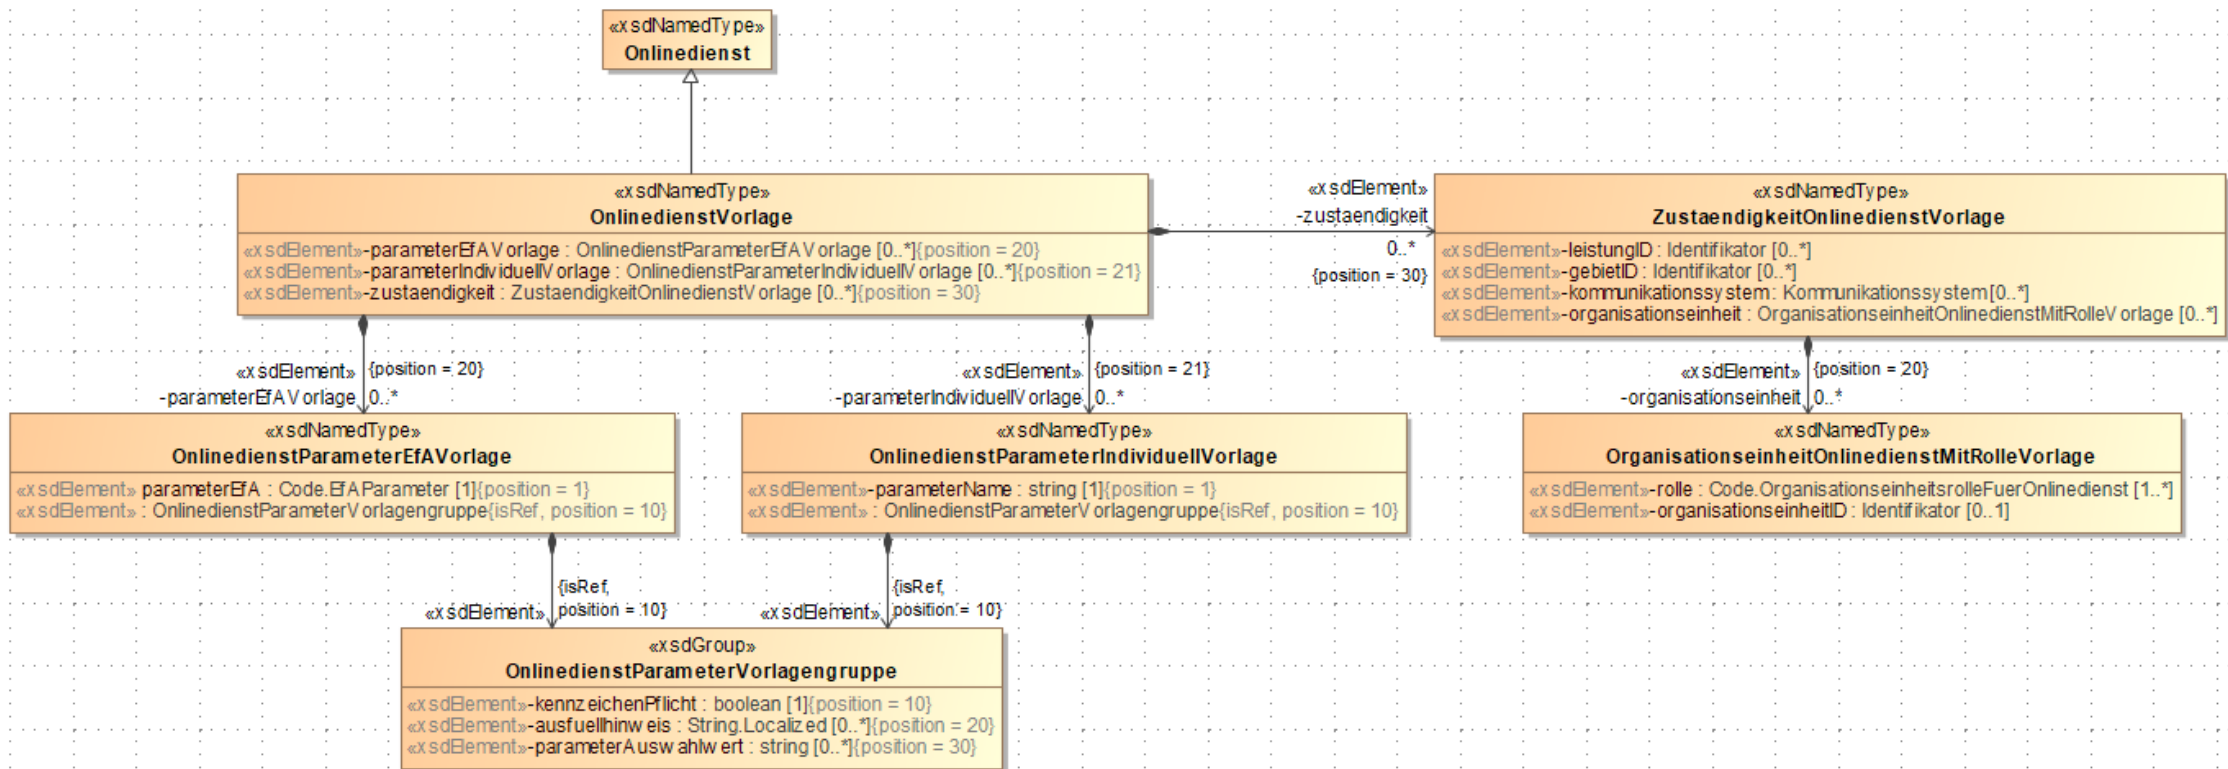 «xsdNamedType»
Onlinedienst
«xsdNamedType»
OnlinedienstVorlage
«xsdElement»-parameterEfAVorlage : OnlinedienstParameterEfAVorlage [0..*]{position = 20}
«xsdElement»-parameterIndividuellVorlage : OnlinedienstParameterIndividuellVorlage [0..*]{position = 21}
«xsdElement»-zustaendigkeit : ZustaendigkeitOnlinedienstVorlage [0..*]{position = 30}
«xsdElement»
-zustaendigkeit
0..*
{position = 30}
«xsdNamedType»
ZustaendigkeitOnlinedienstVorlage
«xsdElement»-leistungID : Identifikator [0..*]
«xsdElement»-gebietID : Identifikator [0..*]
«xsdElement»-kommunikationssystem : Kommunikationssystem [0..*]
«xsdElement»-organisationseinheit : OrganisationseinheitOnlinedienstMitRolleVorlage [0..*]
«xsdElement» {position = 20}
-parameterEfAVorlage 0..*
«xsdElement» {position = 21}
-parameterIndividuellVorlage 0..*
«xsdElement» {position = 20}
-organisationseinheit 0..*
«xsdNamedType»
OnlinedienstParameterEfAVorlage
«xsdElement» parameterEfA : Code.EfAParameter [1]{position = 1}
«xsdElement» : OnlinedienstParameterVorlagengruppe{isRef, position = 10}
«xsdNamedType»
OnlinedienstParameterIndividuellVorlage
«xsdElement»-parameterName : string [1]{position = 1}
«xsdElement» : OnlinedienstParameterVorlagengruppe{isRef, position = 10}
«xsdNamedType»
OrganisationseinheitOnlinedienstMitRolleVorlage
«xsdElement»-rolle : Code.OrganisationseinheitsrolleFuerOnlinedienst [1..*]
«xsdElement»-organisationseinheitID : Identifikator [0..1]
{isRef,
«xsdElement» position = 10}
{isRef,
«xsdElement» position = 10}
«xsdGroup»
OnlinedienstParameterVorlagengruppe
«xsdElement»-kennzeichenPflicht : boolean [1]{position = 10}
«xsdElement»-ausfuellhinweis : String.Localized [0..*]{position = 20}
«xsdElement»-parameterAuswahlwert : string [0..*]{position = 30}